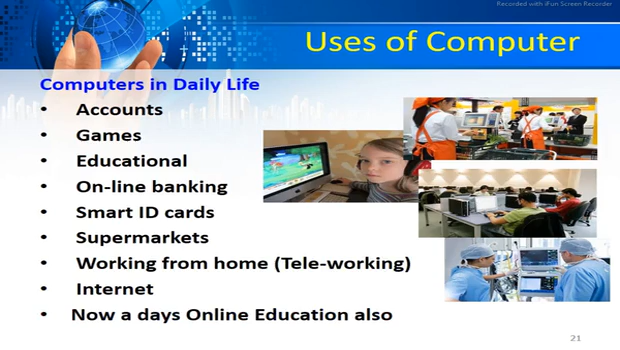 Recorded with iFun Screen Recorder
Uses of Computer
Computers in Daily Life
• Accounts
• Games
• Educational
• On-line banking
• Smart ID cards
• Supermarkets
• Working from home (Tele-working)
• Internet
• Now a days Online Education also
21